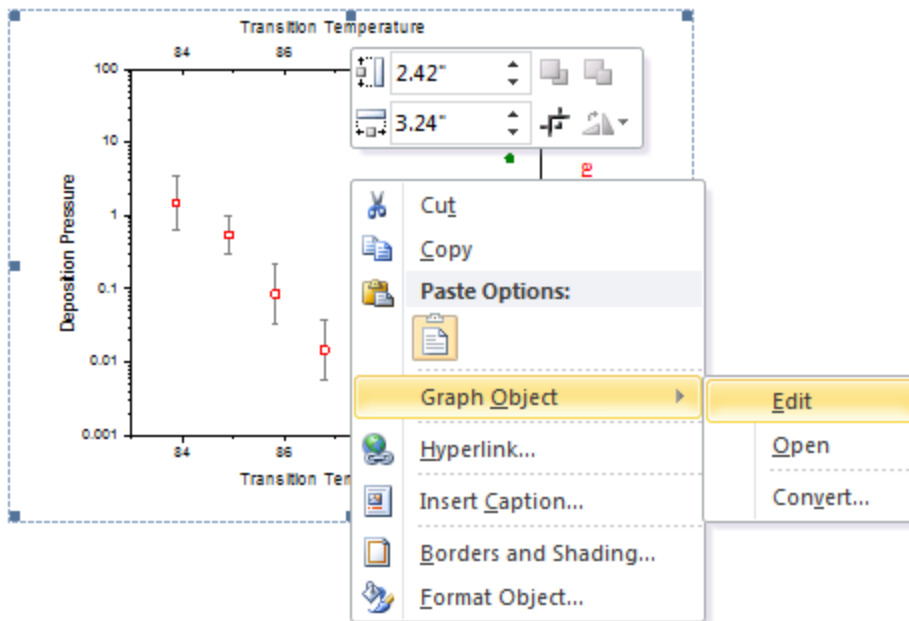 Transition Temperature
84 86
100
10
1
0.1
0.01
0.001
Deposition Pressure
84 86
Transition Ter
2.42"
3.24"
Cut
Copy
Paste Options:
Graph Object
Edit
Open
Convert...
Hyperlink...
Insert Caption...
Borders and Shading...
Format Object...